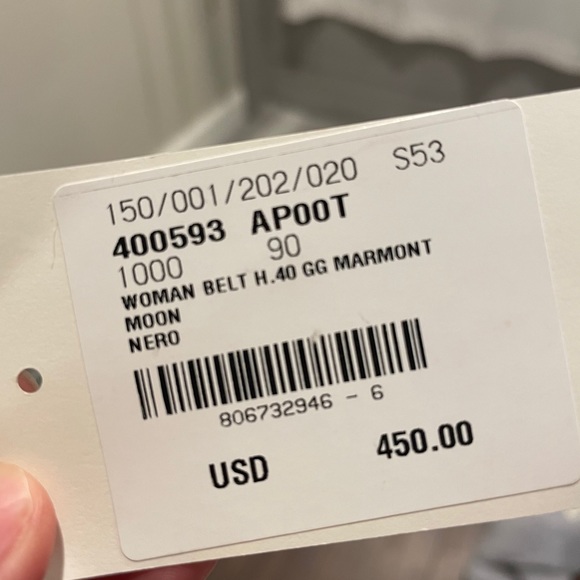 150/001/202/020 S53
400593 AP00T
1000 90
WOMAN BELT H.40 GG MARMONT
MOON
NERO
806732946 - 6
USD 450.00